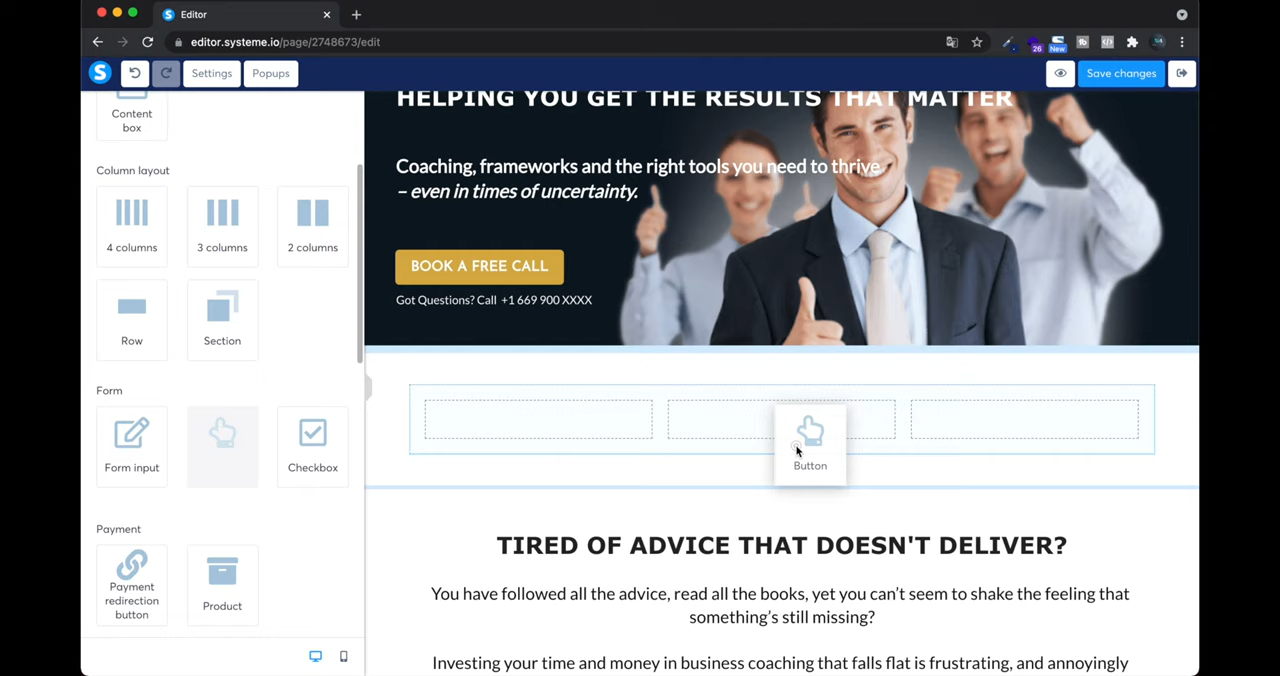 Editor
editor.systeme.io/page/2748673/edit
26
New
S
Settings
Popups
Save changes
Content
box
Column layout
4 columns
3 columns
2 columns
Row
Section
Form
Form input
Checkbox
Payment
Payment
redirection
button
Product
HELPING YOU GET THE RESULTS THAT MATTER
Coaching, frameworks and the right tools you need to thrive
– even in times of uncertainty.
BOOK A FREE CALL
Got Questions? Call +1 669 900 XXXX
Button
TIRED OF ADVICE THAT DOESN'T DELIVER?
You have followed all the advice, read all the books, yet you can’t seem to shake the feeling that
something’s still missing?
Investing your time and money in business coaching that falls flat is frustrating, and annoyingly